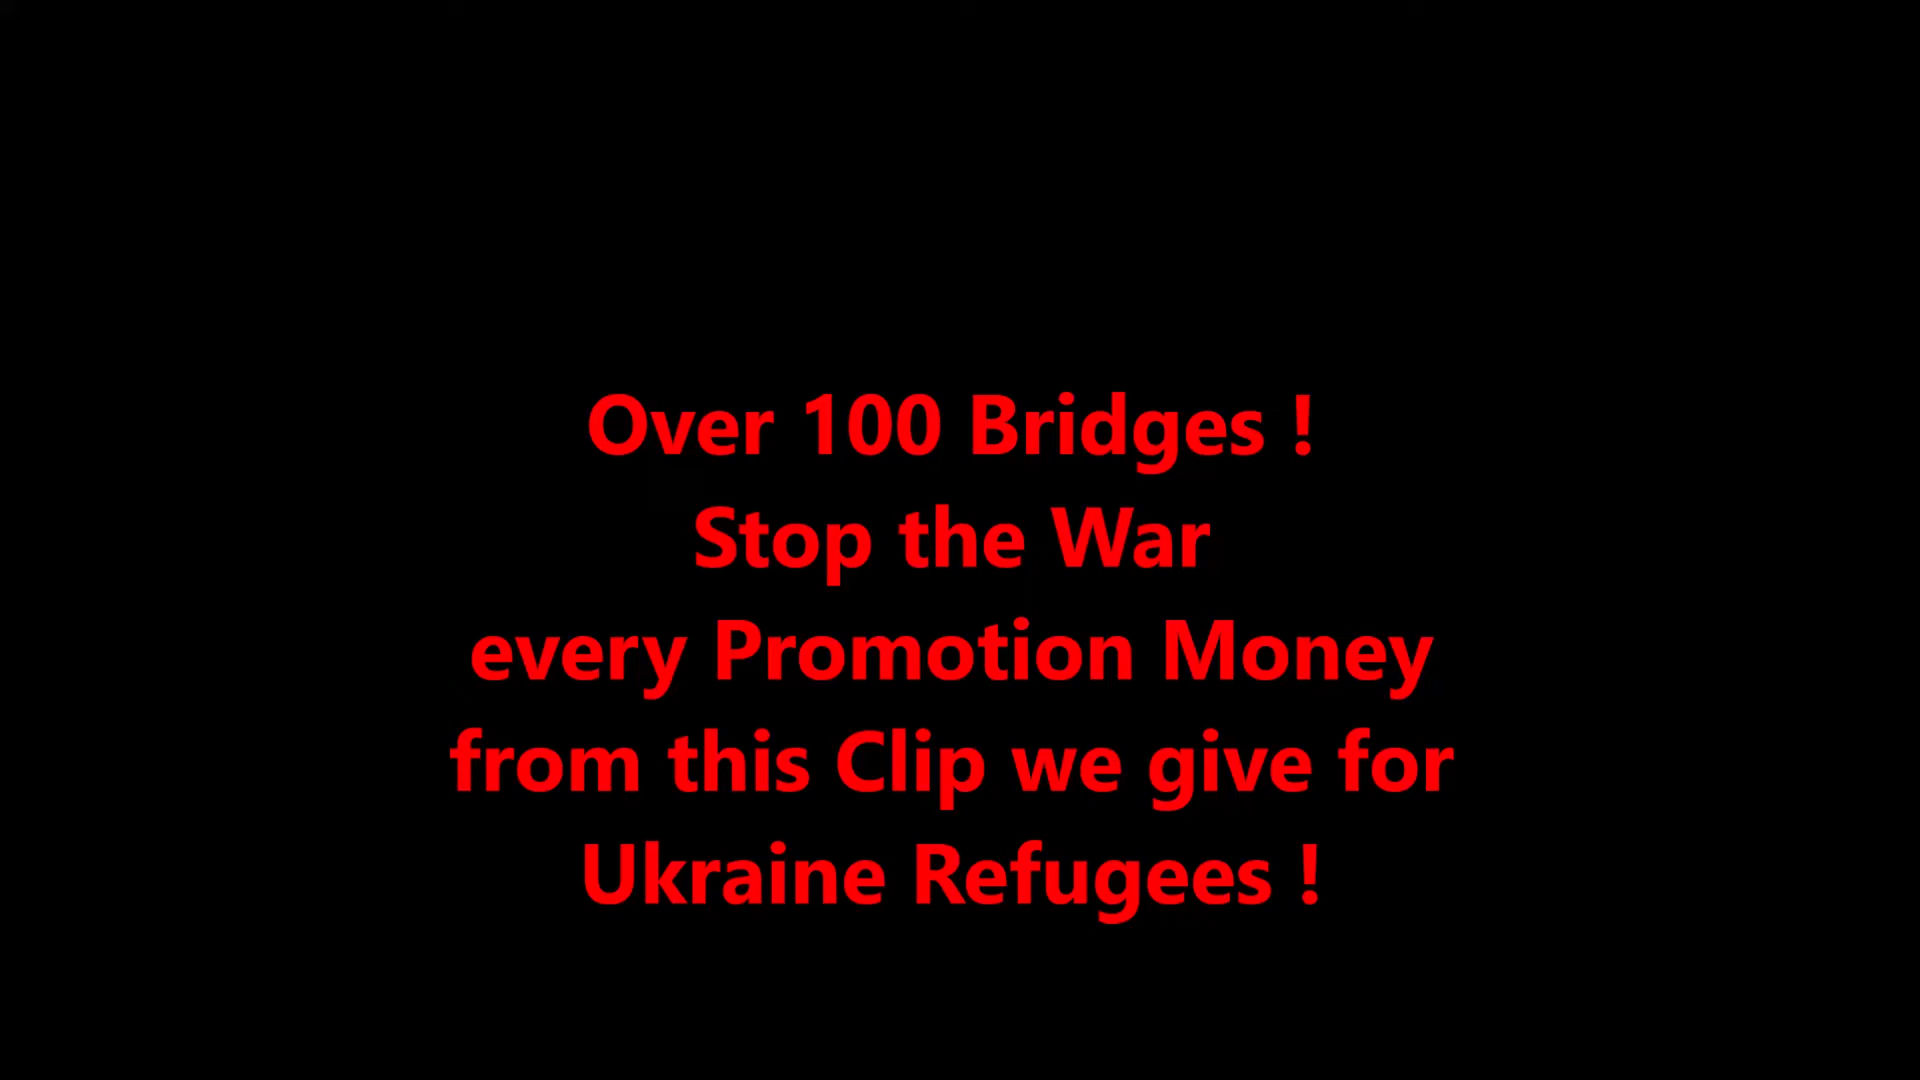 Over 100 Bridges !
Stop the War
every Promotion Money
from this Clip we give for
Ukraine Refugees !